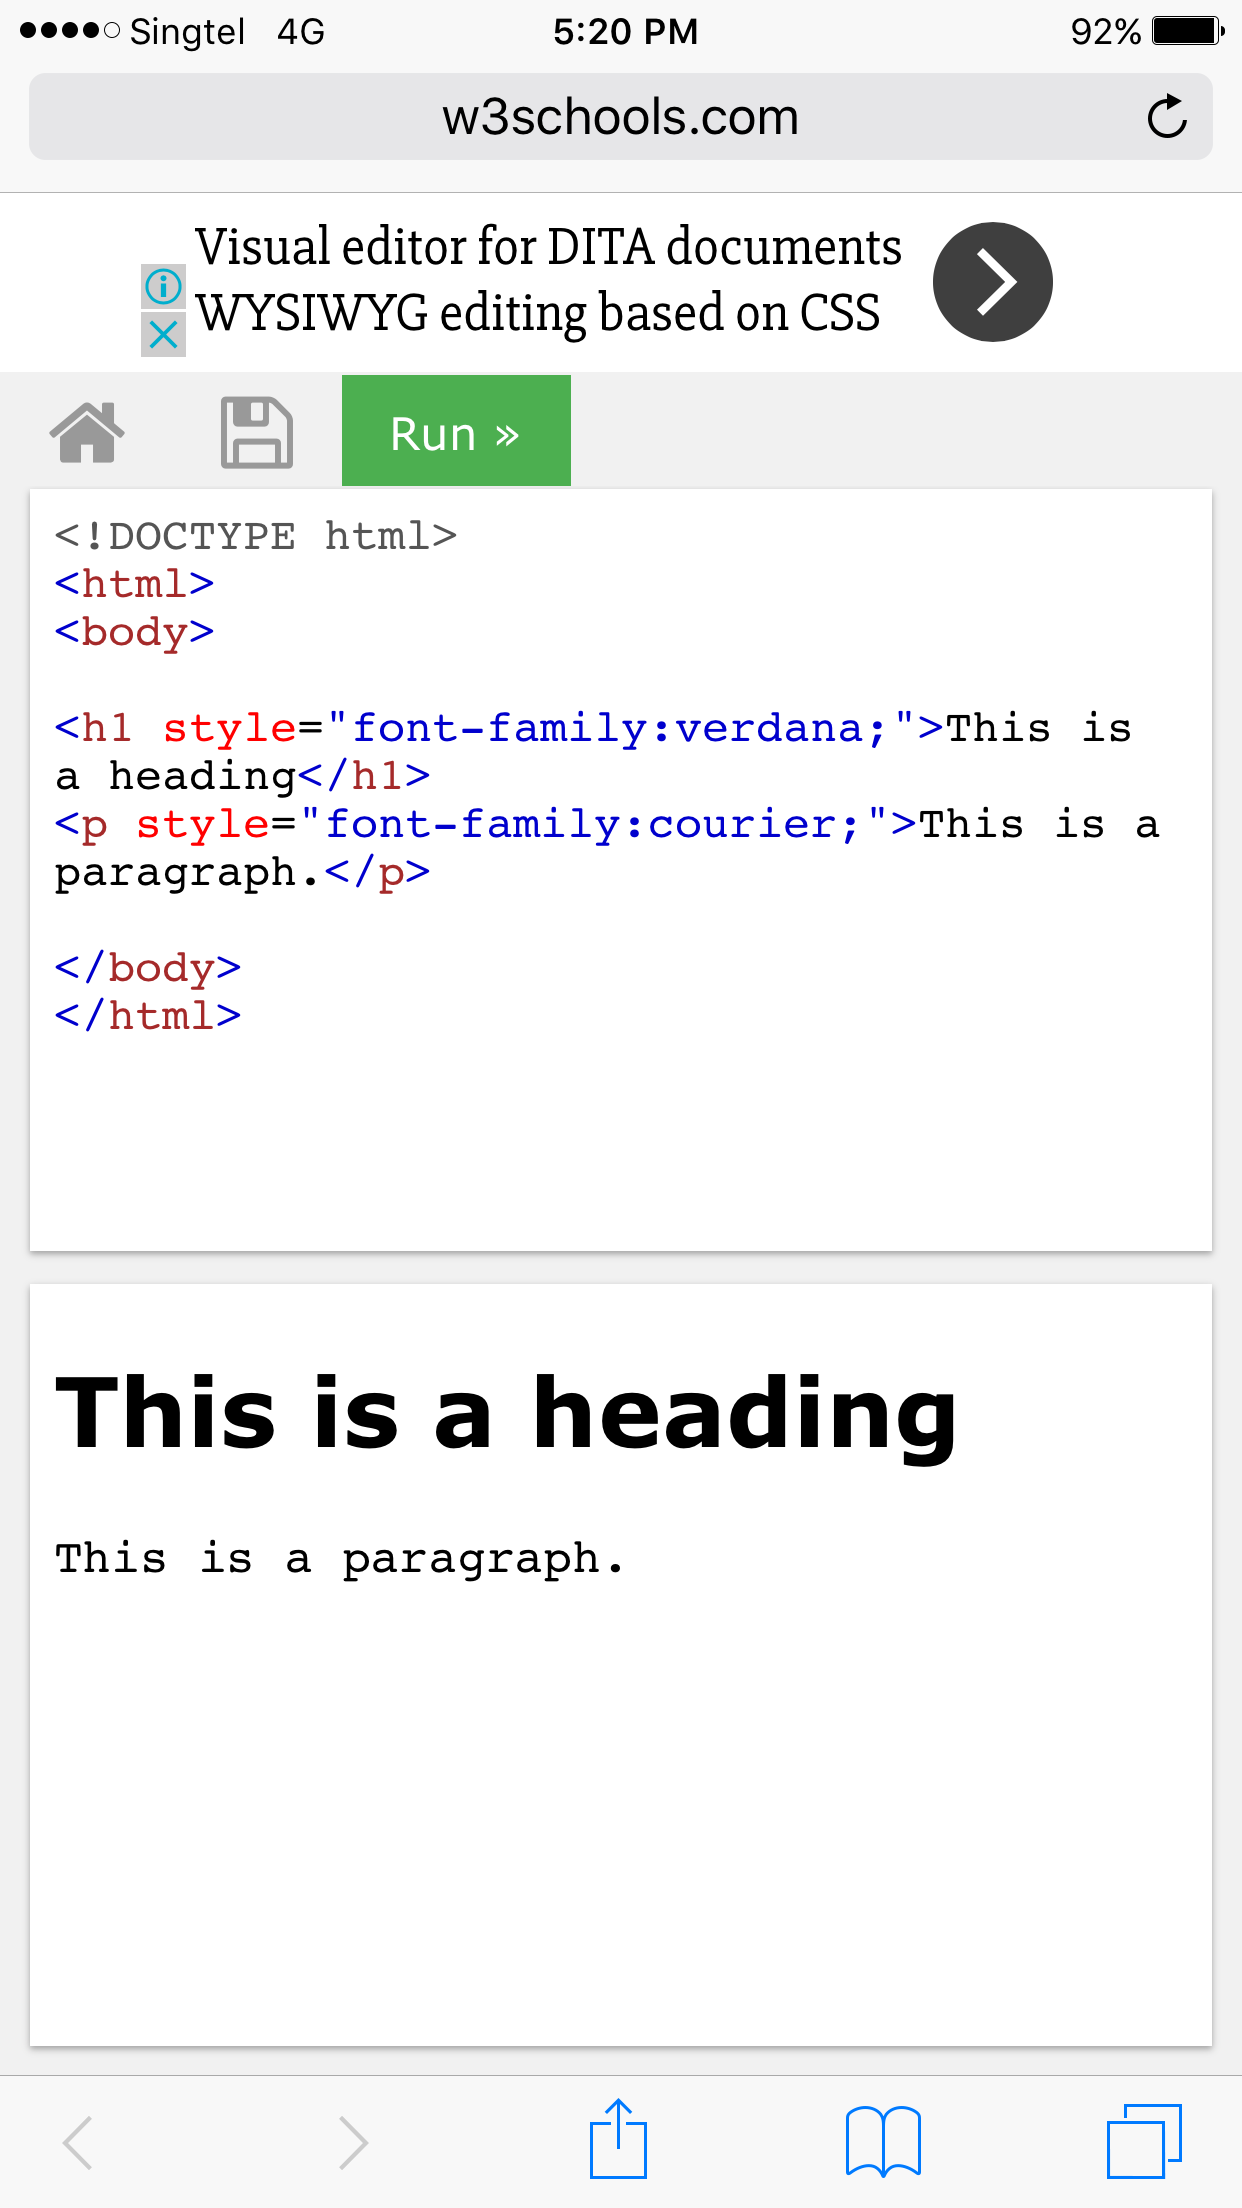 Singtel 4G 5:20 PM 92%
w3schools.com
Visual editor for DITA documents
WYSIWYG editing based on CSS
Run »
<!DOCTYPE html>
<html>
<body>
<h1 style="font-family:verdana;">This is
a heading</h1>
<p style="font-family:courier;">This is a
paragraph.</p>
</body>
</html>
This is a heading
This is a paragraph.